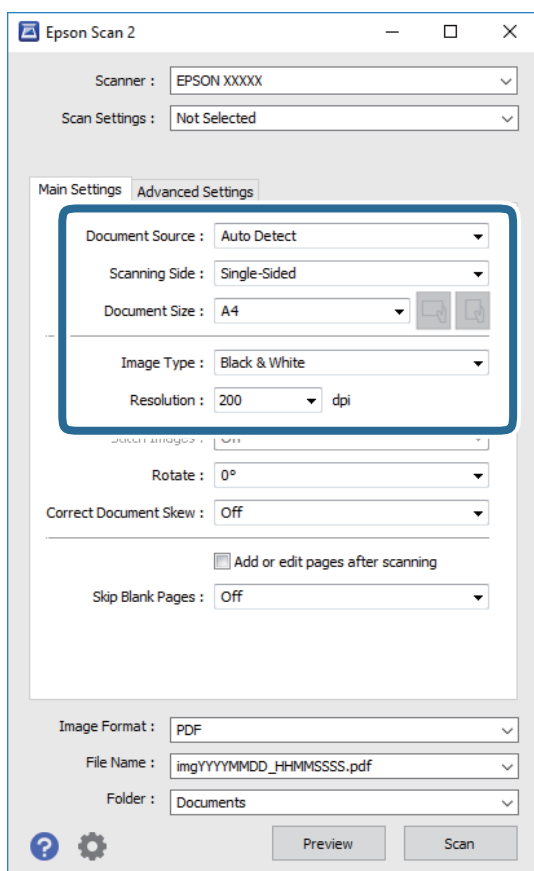 Epson Scan 2
Scanner : EPSON XXXXX
Scan Settings : Not Selected
Main Settings Advanced Settings
Document Source : Auto Detect
Scanning Side : Single-Sided
Document Size : A4
Image Type : Black & White
Resolution : 200 dpi
Rotate : 0°
Correct Document Skew : Off
Add or edit pages after scanning
Skip Blank Pages : Off
Image Format : PDF
File Name : imgYYYYMMDD_HHMMSSSS.pdf
Folder : Documents
? Preview Scan